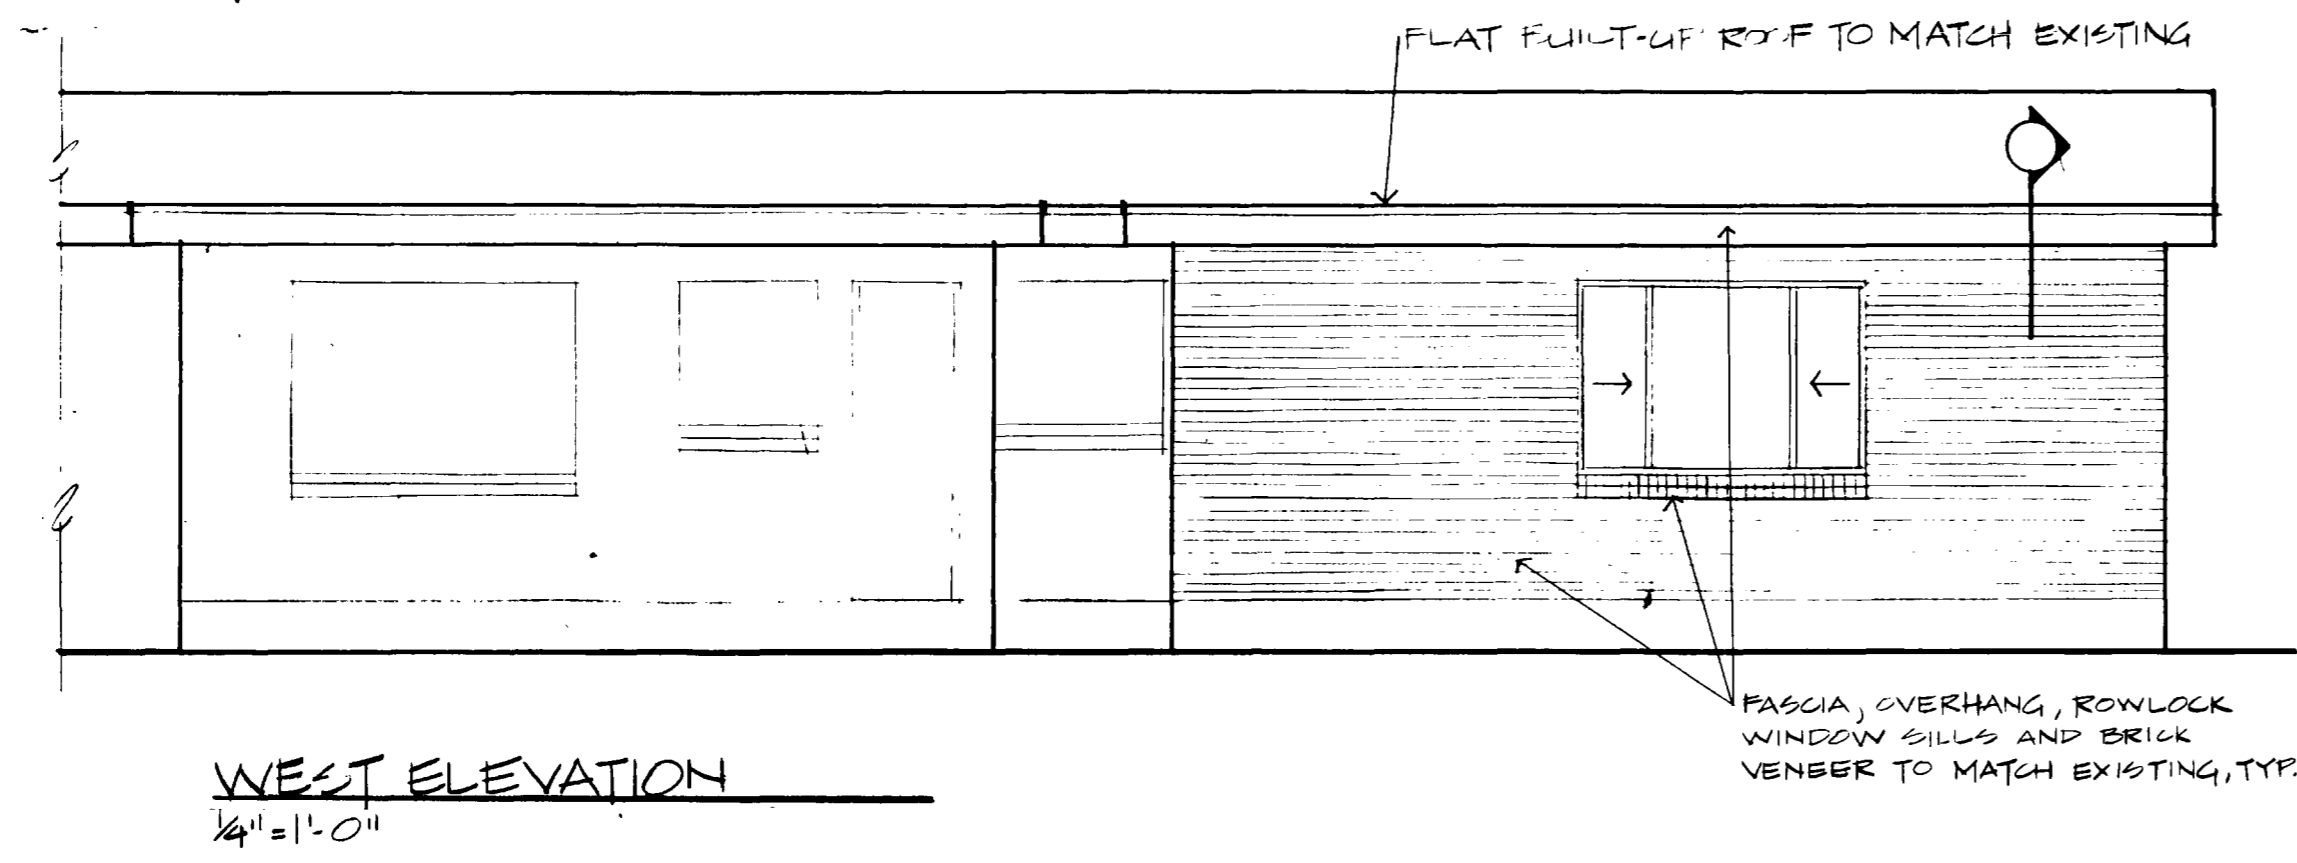 FLAT BUILT-UP ROOF TO MATCH EXISTING
FASCIA, OVERHANG, ROWLOCK
WINDOW SILLS AND BRICK
VENEER TO MATCH EXISTING, TYP.
WEST ELEVATION
1/4" = 1'-0"